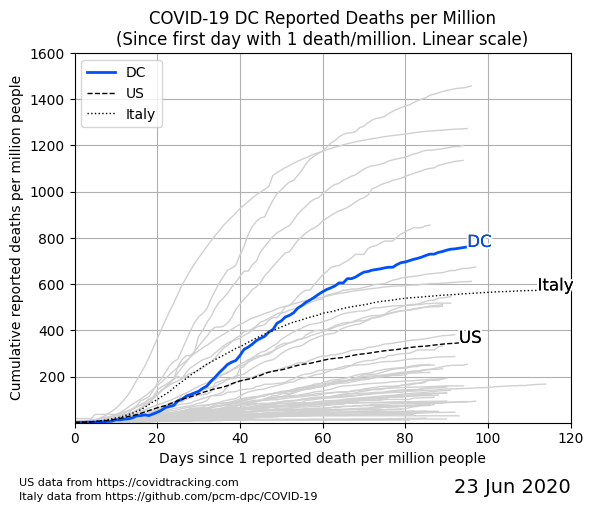 COVID-19 DC Reported Deaths per Million
(Since first day with 1 death/million. Linear scale)
Cumulative reported deaths per million people
1600
1400
1200
1000
800
600
400
200
DC
US
Italy
DC
Italy
US
0 20 40 60 80 100 120
Days since 1 reported death per million people
US data from https://covidtracking.com
Italy data from https://github.com/pcm-dpc/COVID-19
23 Jun 2020